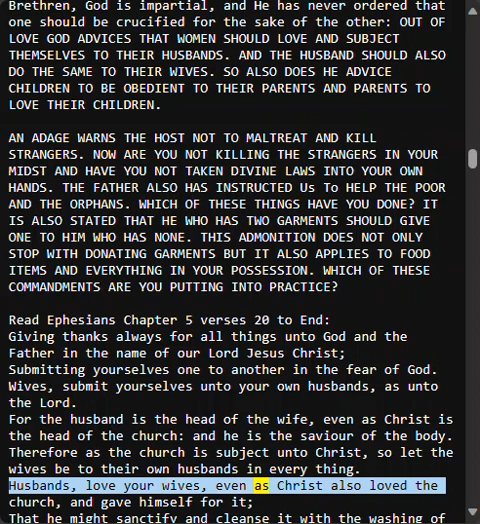 Brethren, God is impartial, and He has never ordered that
one should be crucified for the sake of the other: OUT OF
LOVE GOD ADVICES THAT WOMEN SHOULD LOVE AND SUBJECT
THEMSELVES TO THEIR HUSBANDS. AND THE HUSBAND SHOULD ALSO
DO THE SAME TO THEIR WIVES. SO ALSO DOES HE ADVICE
CHILDREN TO BE OBEDIENT TO THEIR PARENTS AND PARENTS TO
LOVE THEIR CHILDREN.
AN ADAGE WARNS THE HOST NOT TO MALTREAT AND KILL
STRANGERS. NOW ARE YOU NOT KILLING THE STRANGERS IN YOUR
MIDST AND HAVE YOU NOT TAKEN DIVINE LAWS INTO YOUR OWN
HANDS. THE FATHER ALSO HAS INSTRUCTED Us To HELP THE POOR
AND THE ORPHANS. WHICH OF THESE THINGS HAVE YOU DONE? IT
IS ALSO STATED THAT HE WHO HAS TWO GARMENTS SHOULD GIVE
ONE TO HIM WHO HAS NONE. THIS ADMONITION DOES NOT ONLY
STOP WITH DONATING GARMENTS BUT IT ALSO APPLIES TO FOOD
ITEMS AND EVERYTHING IN YOUR POSSESSION. WHICH OF THESE
COMMANDMENTS ARE YOU PUTTING INTO PRACTICE?
Read Ephesians Chapter 5 verses 20 to End:
Giving thanks always for all things unto God and the
Father in the name of our Lord Jesus Christ;
Submitting yourselves one to another in the fear of God.
Wives, submit yourselves unto your own husbands, as unto
the Lord.
For the husband is the head of the wife, even as Christ is
the head of the church: and he is the saviour of the body.
Therefore as the church is subject unto Christ, so let the
wives be to their own husbands in every thing.
Husbands, love your wives, even as Christ also loved the
church, and gave himself for it;
That he might sanctify and cleanse it with the washing of